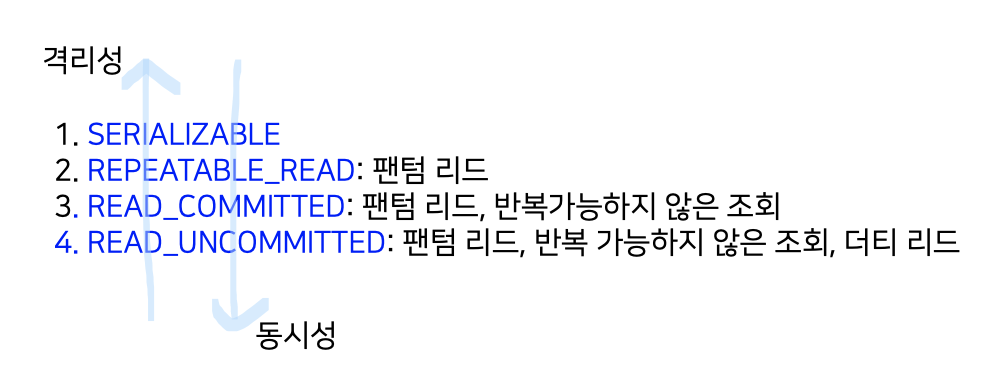 격리성
1. SERIALIZABLE
2. REPEATABLE_READ: 팬텀 리드
3. READ_COMMITTED: 팬텀 리드, 반복가능하지 않은 조회
4. READ_UNCOMMITTED: 팬텀 리드, 반복 가능하지 않은 조회, 더티 리드
동시성